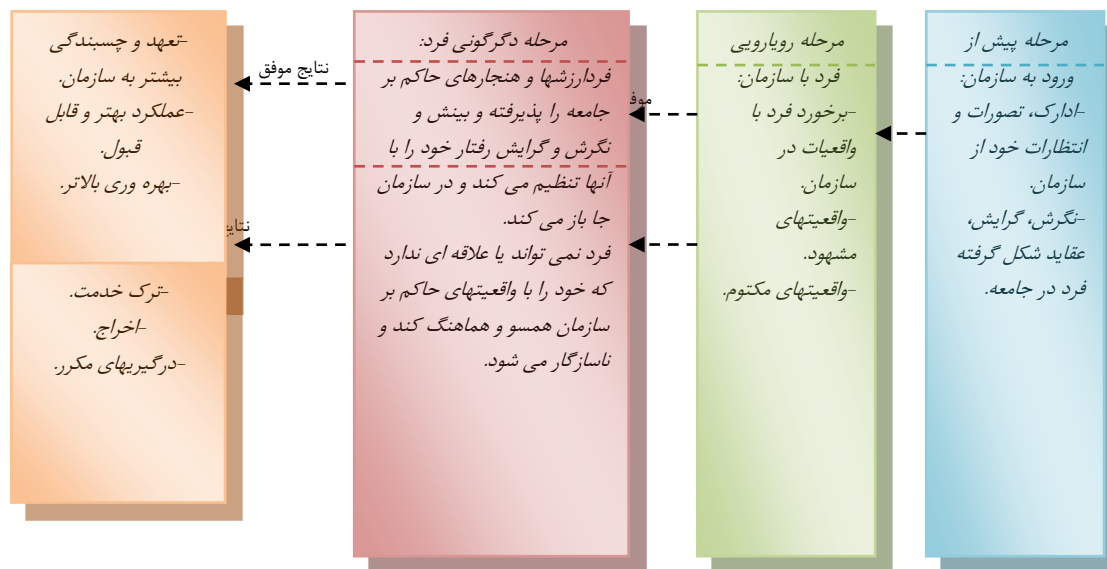 مرحله پیش از
ورود به سازمان:
-ادارک، تصورات و
انتظارات خود از
سازمان.
-نگرش، گرایش،
عقاید شکل گرفته
فرد در جامعه.
مرحله رویارویی
فرد با سازمان:
-برخورد فرد با
واقعیات در
سازمان.
-واقعیتهای
مشهود.
-واقعیتهای مکتوم.
موف
مرحله دگرگونی فرد:
فردارزشها و هنجارهای حاکم بر
جامعه را پذیرفته و بینش و
نگرش و گرایش رفتار خود را با
آنها تنظیم می کند و در سازمان
جا باز می کند.
فرد نمی تواند یا علاقه ای ندارد
که خود را با واقعیتهای حاکم بر
سازمان همسو و هماهنگ کند و
ناسازگار می شود.
نتایج موفق
نتایج
-تعهد و چسبندگی
بیشتر به سازمان.
-عملکرد بهتر و قابل
قبول.
-بهره وری بالاتر.
-ترک خدمت.
-اخراج.
-درگیریهای مکرر.